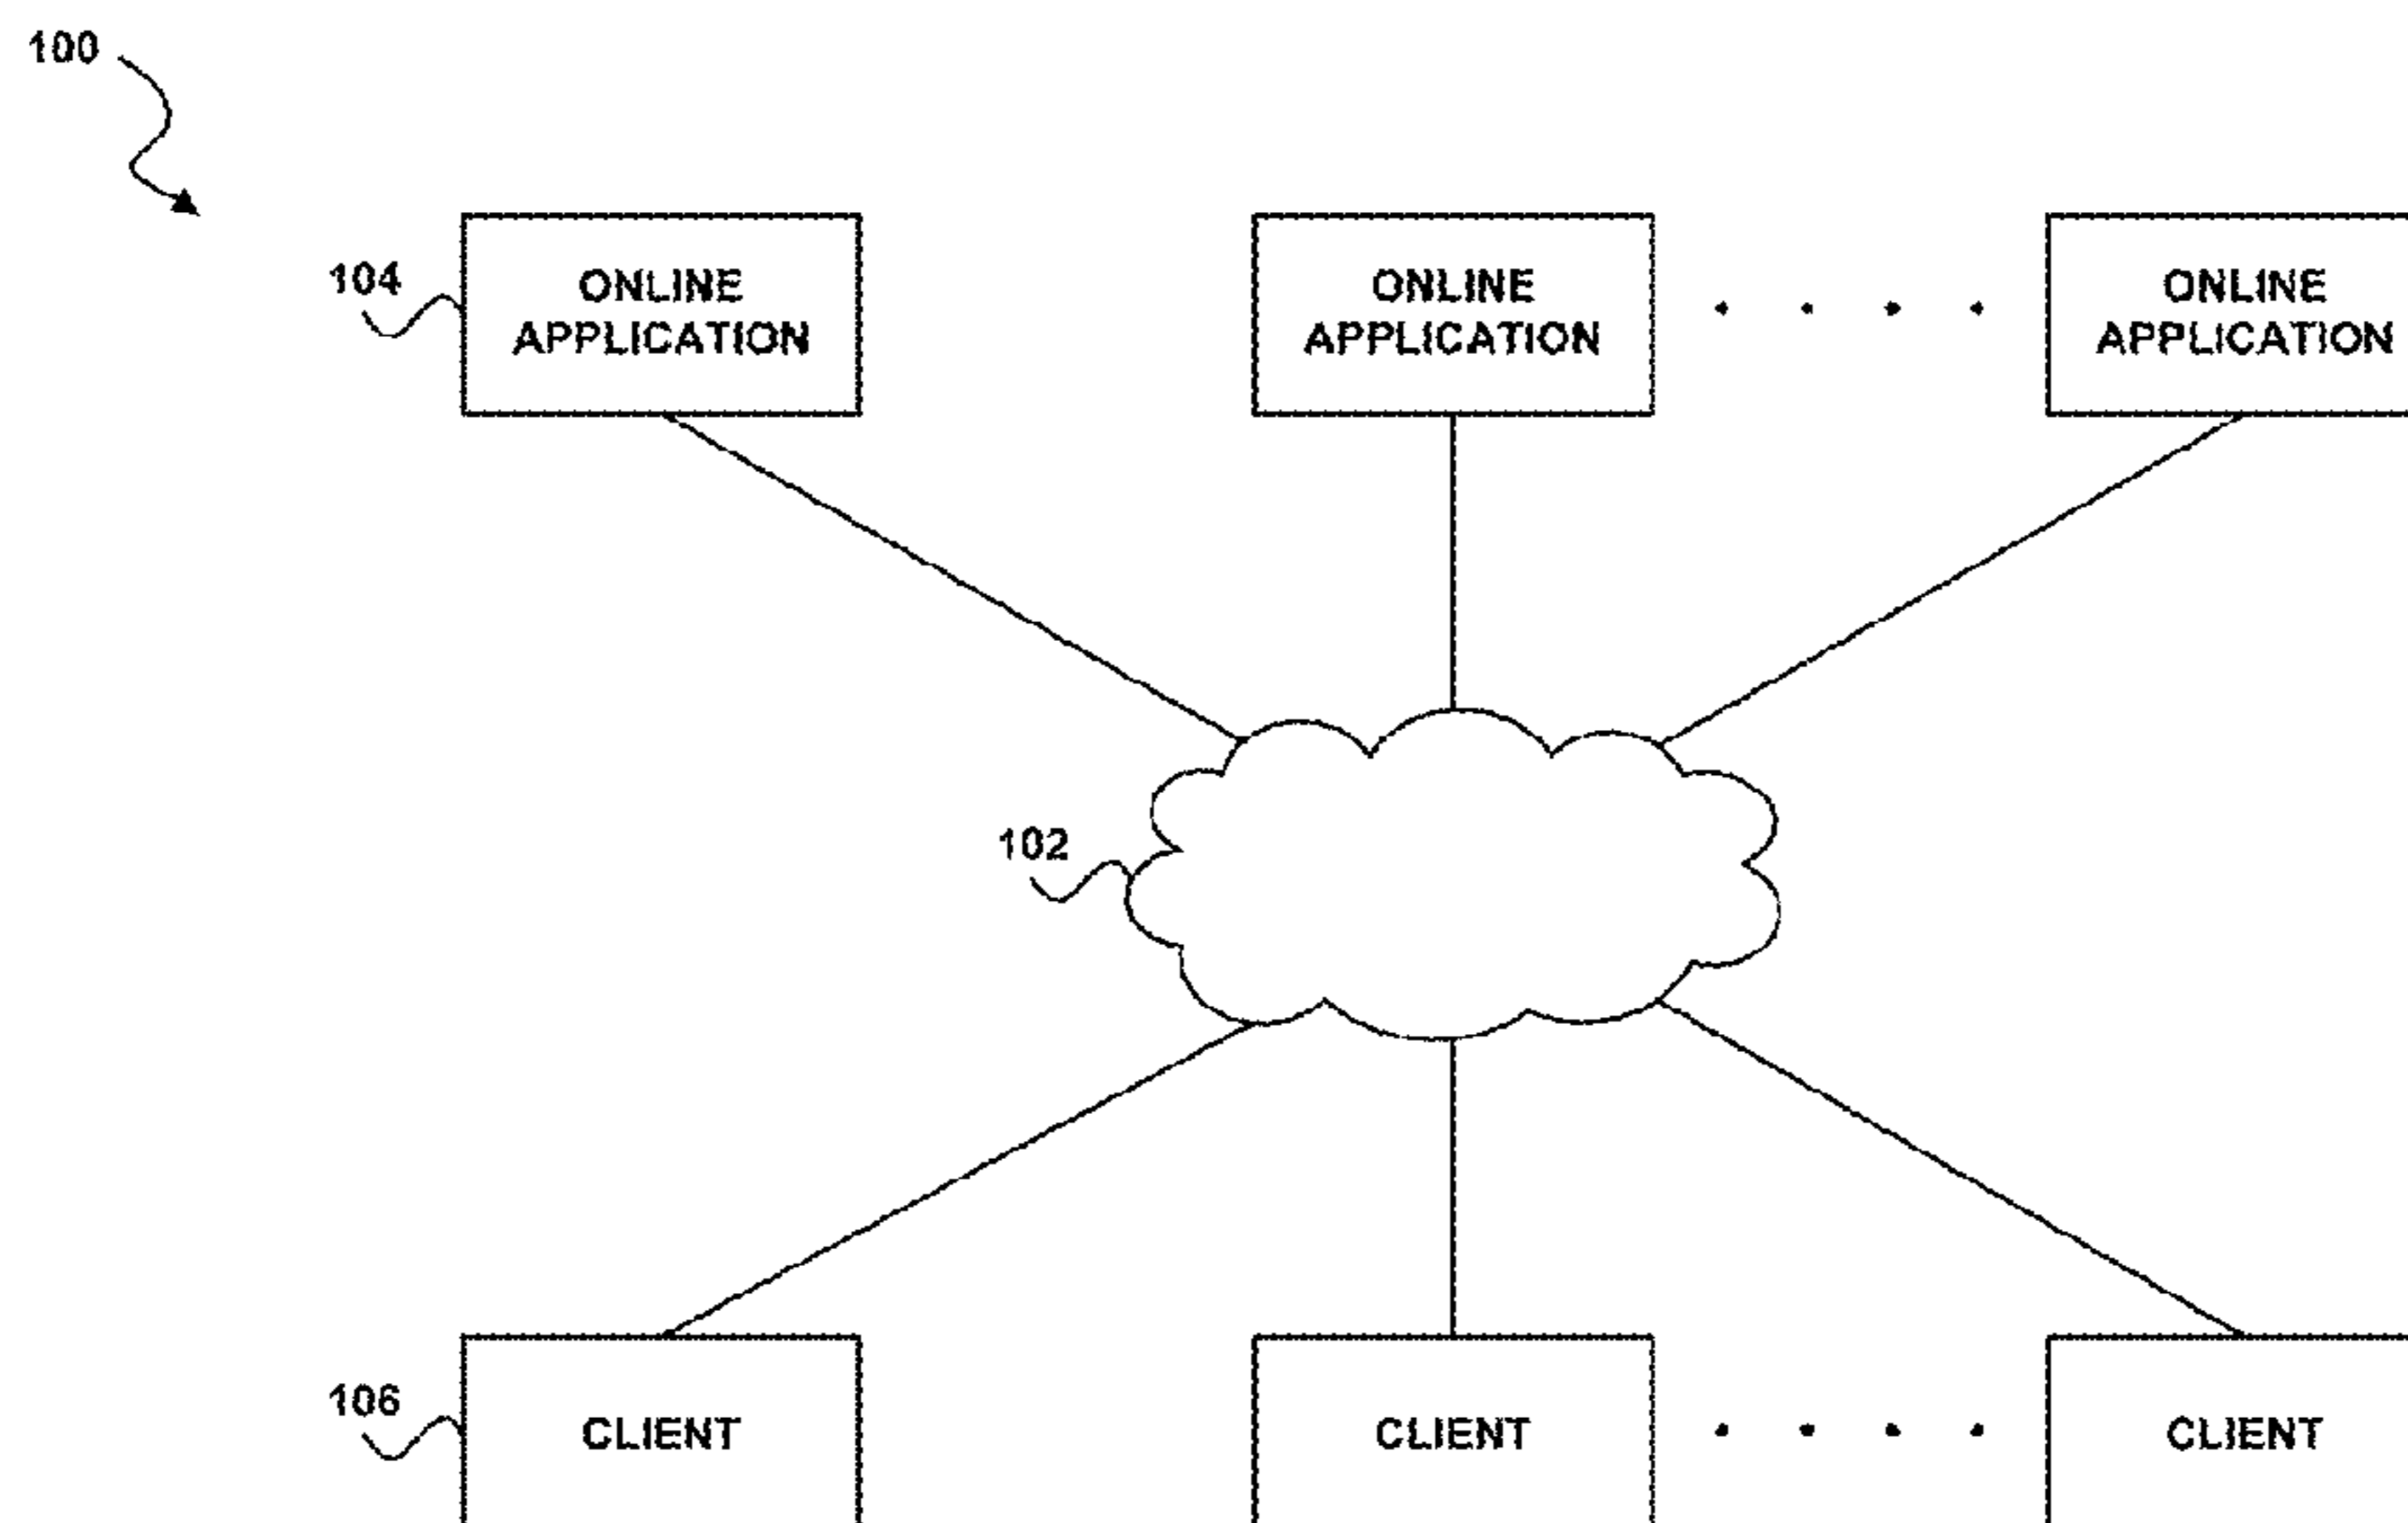 100
104
ONLINE
APPLICATION
ONLINE
APPLICATION
ONLINE
APPLICATION
102
106
CLIENT
CLIENT
CLIENT